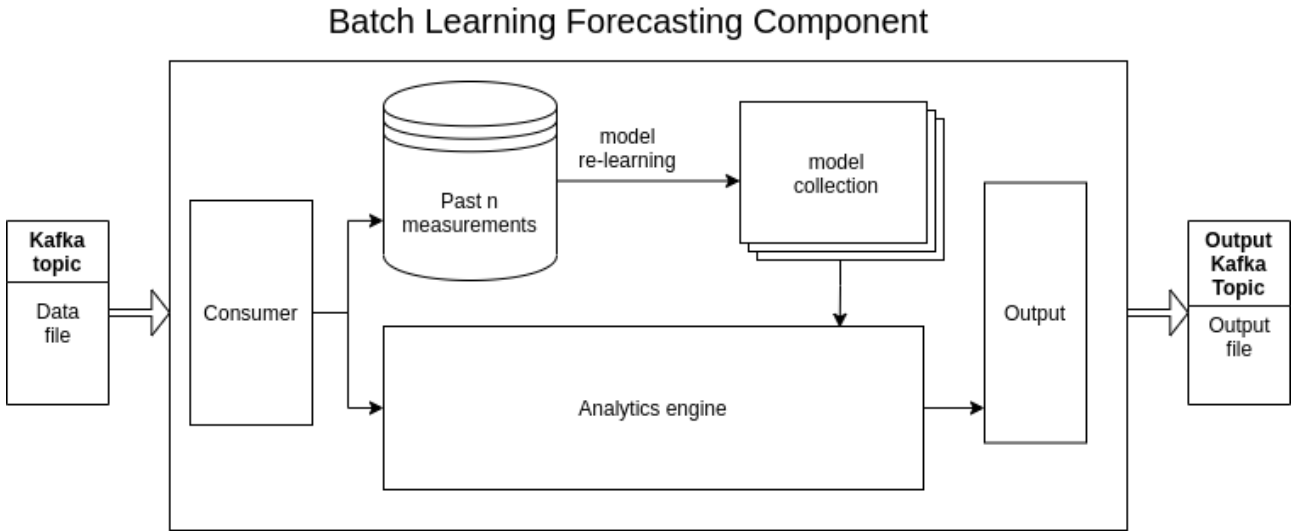 Batch Learning Forecasting Component
Kafka
topic
Data
file
Consumer
Past n
measurements
model
re-learning
model
collection
Analytics engine
Output
Output
Kafka
Topic
Output
file